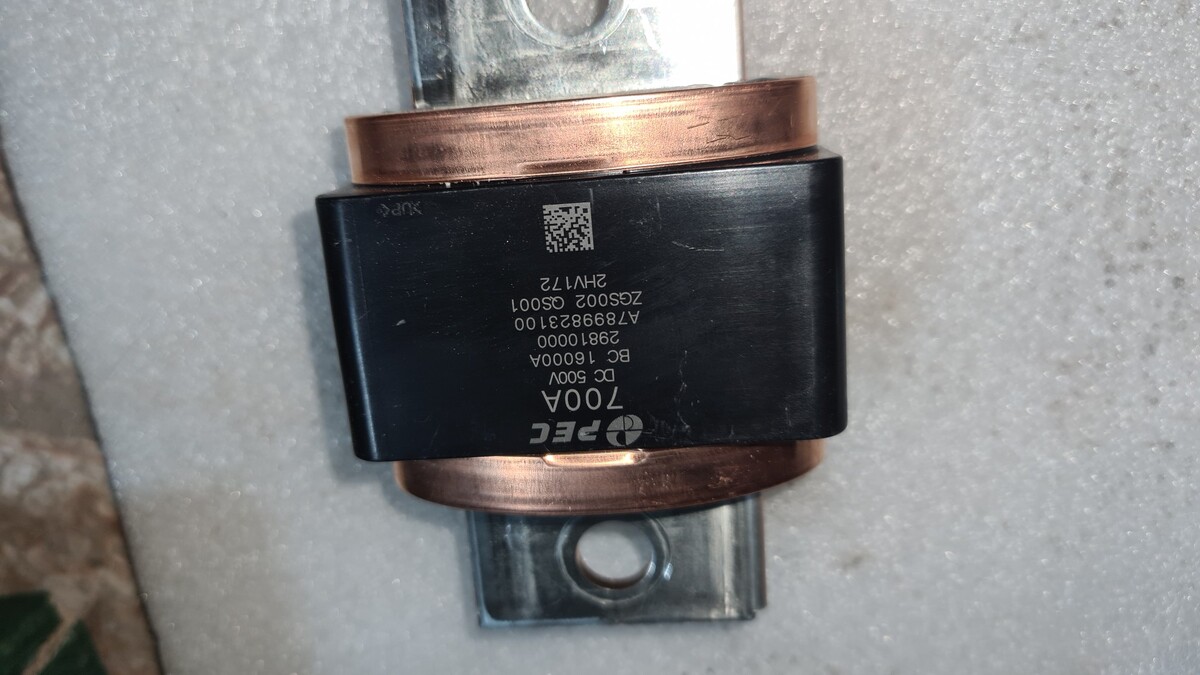 PEC
700A
DC 500V
BC 16000A
29810000
A7899823100
ZGS002 QS001
2HV172